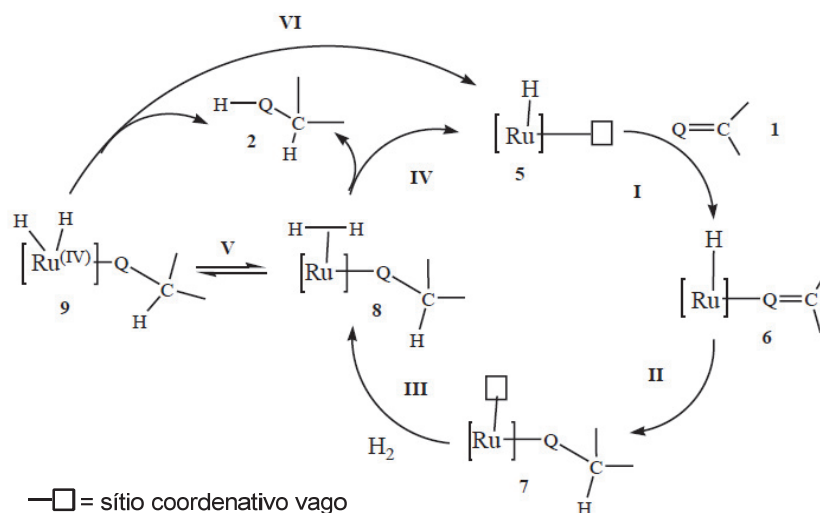 VI
H—Q
C
H
2
H
[Ru]
5
Q=C
1
I
IV
H H
[Ru(IV)]—Q
C
H
9
V
H—H
[Ru]—Q
C
H
8
H
[Ru]—Q=C
6
II
III
H2
[Ru]—Q
C
H
7
—□ = sítio coordenativo vago